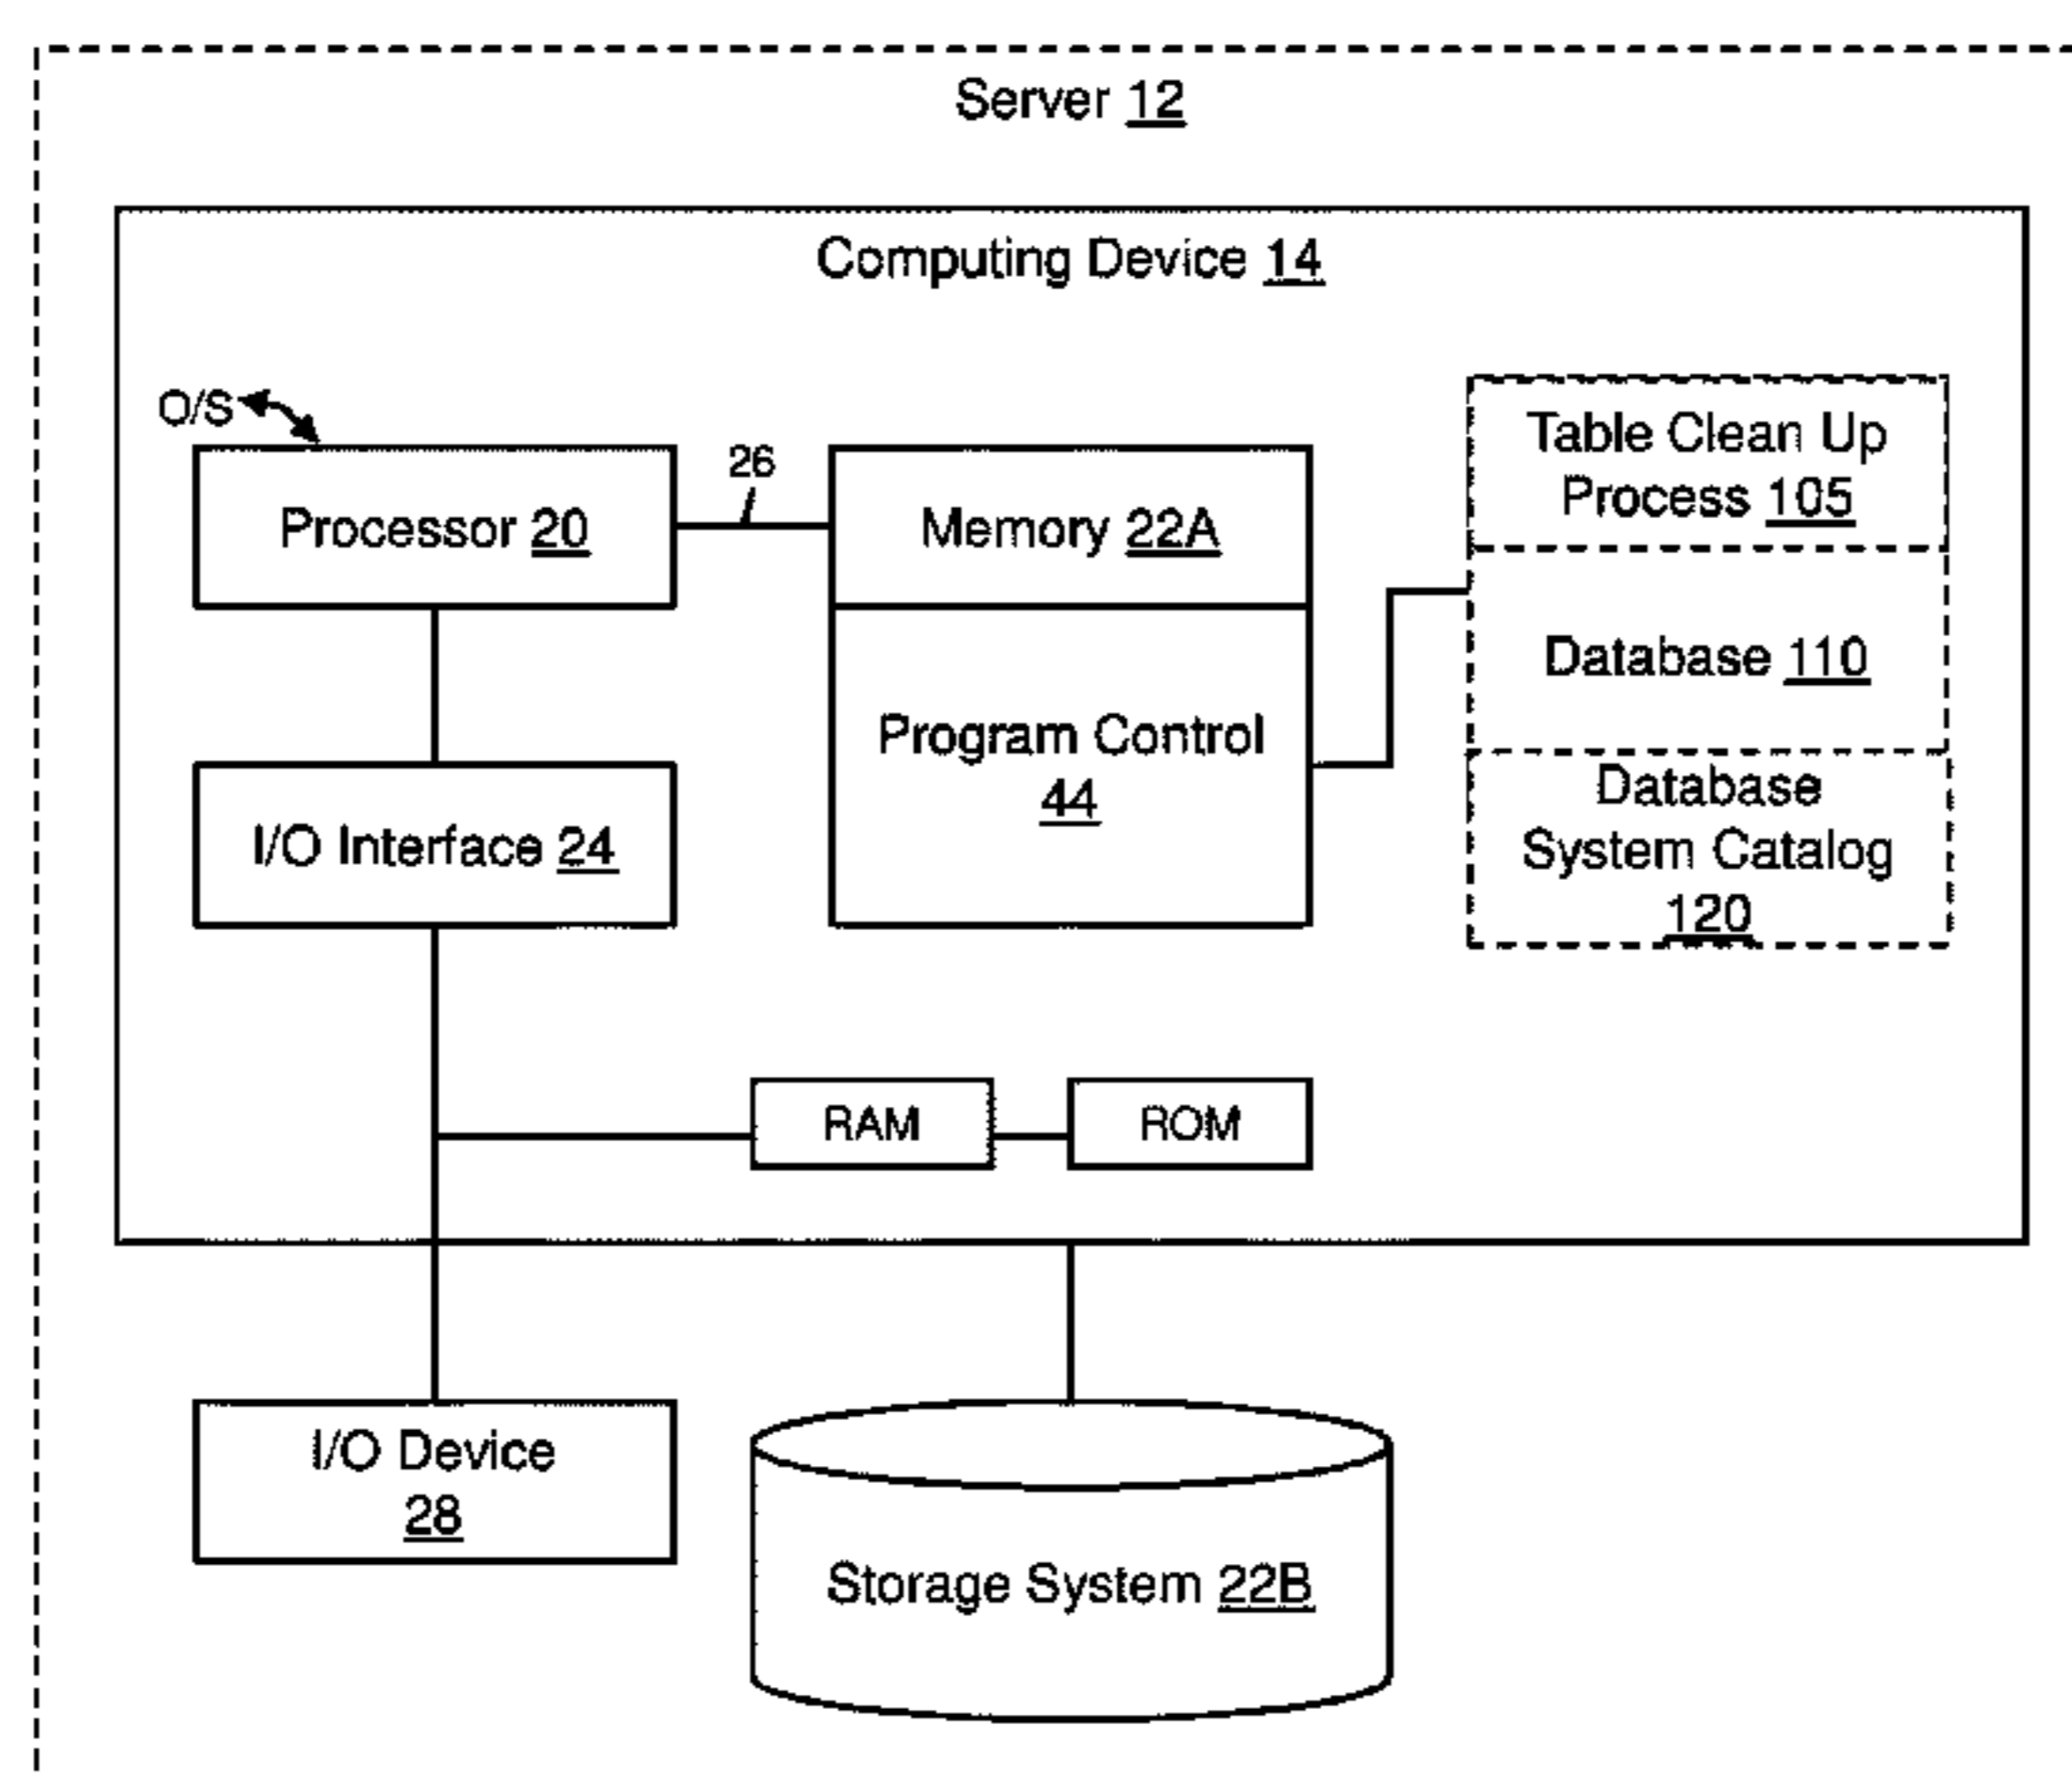 Server 12
Computing Device 14
O/S
Processor 20
26
Memory 22A
Table Clean Up
Process 105
Database 110
Program Control
44
I/O Interface 24
Database
System Catalog
120
RAM
ROM
I/O Device
28
Storage System 22B